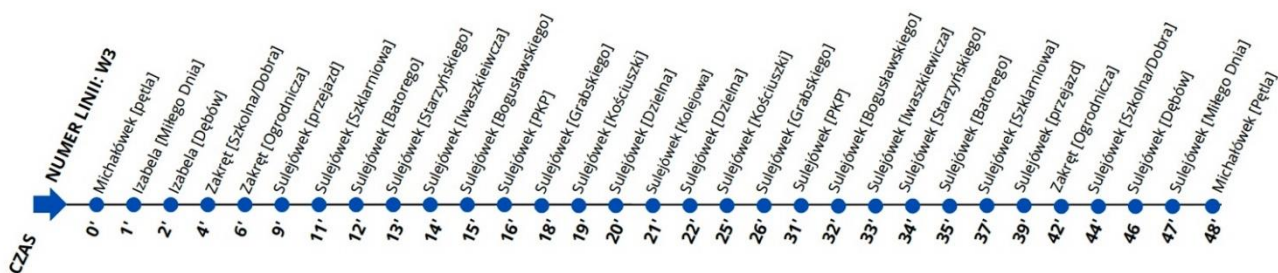 NUMER LINII: W3
Michałówek [pętla]
Izabela [Miłego Dnia]
Izabela [Dębów]
Zakręt [Szkolna/Dobra]
Zakręt [Ogrodnicza]
Sulejówek [przejazd]
Sulejówek [Szklarniowa]
Sulejówek [Batorego]
Sulejówek [Starzyńskiego]
Sulejówek [Iwaszkieiwcza]
Sulejówek [Bogusławskiego]
Sulejówek [PKP]
Sulejówek [Grabskiego]
Sulejówek [Kościuszki]
Sulejówek [Dzielna]
Sulejówek [Kolejowa]
Sulejówek [Dzielna]
Sulejówek [Kościuszki]
Sulejówek [Grabskiego]
Sulejówek [PKP]
Sulejówek [Bogusławskiego]
Sulejówek [Iwaszkiewicza]
Sulejówek [Starzyńskiego]
Sulejówek [Batorego]
Sulejówek [Szklarniowa]
Sulejówek [przejazd]
Zakręt [Ogrodnicza]
Sulejówek [Szkolna/Dobra]
Sulejówek [Dębów]
Sulejówek [Miłego Dnia]
Michałówek [Pętla]
CZAS
0'
1'
2'
4'
6'
9'
11'
12'
13'
14'
15'
16'
18'
19'
20'
21'
22'
25'
26'
31'
32'
33'
34'
35'
37'
39'
42'
44'
46
47'
48'